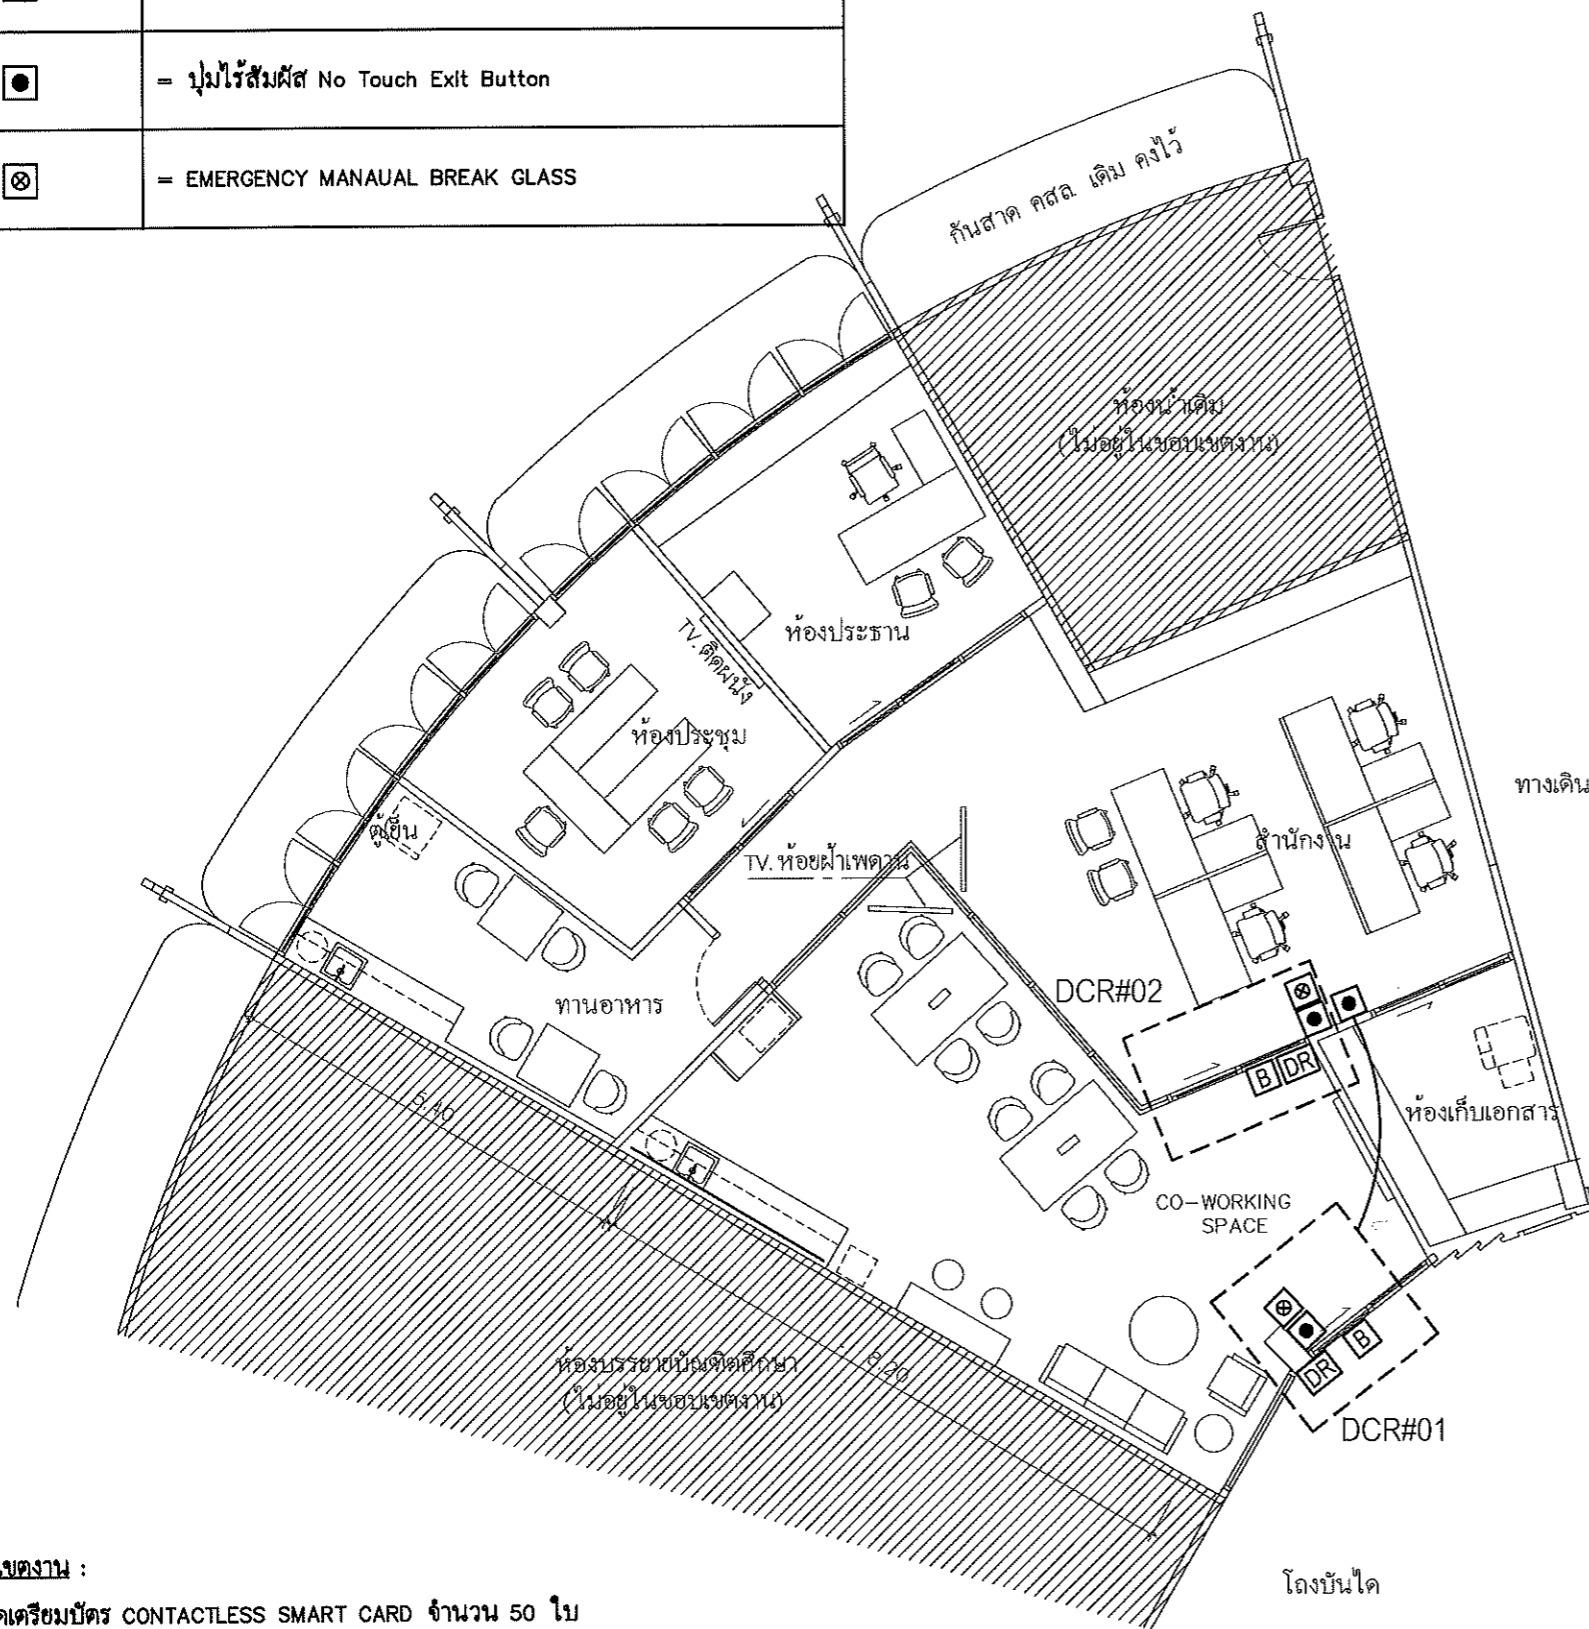 = ปุ่มไร้สัมผัส No Touch Exit Button
= EMERGENCY MANAUAL BREAK GLASS
กันสาด คสล. เดิม คงไว้
ห้องน้ำเดิม
(ไม่อยู่ในขอบเขตงาน)
ห้องประธาน
TV. ติดผนัง
ห้องประชุม
ตู้เย็น
ทางเดิน
สำนักงาน
TV. ห้อยฝ้าเพดาน
DCR#02
ทานอาหาร
B DR
ห้องเก็บเอกสาร
5.40
CO-WORKING
SPACE
B
DR
DCR#01
8.20
ห้องบรรยายบัณฑิตศึกษา
(ไม่อยู่ในขอบเขตงาน)
โถงบันได
เขตงาน :
ดเตรียมบัตร CONTACTLESS SMART CARD จำนวน 50 ใบ